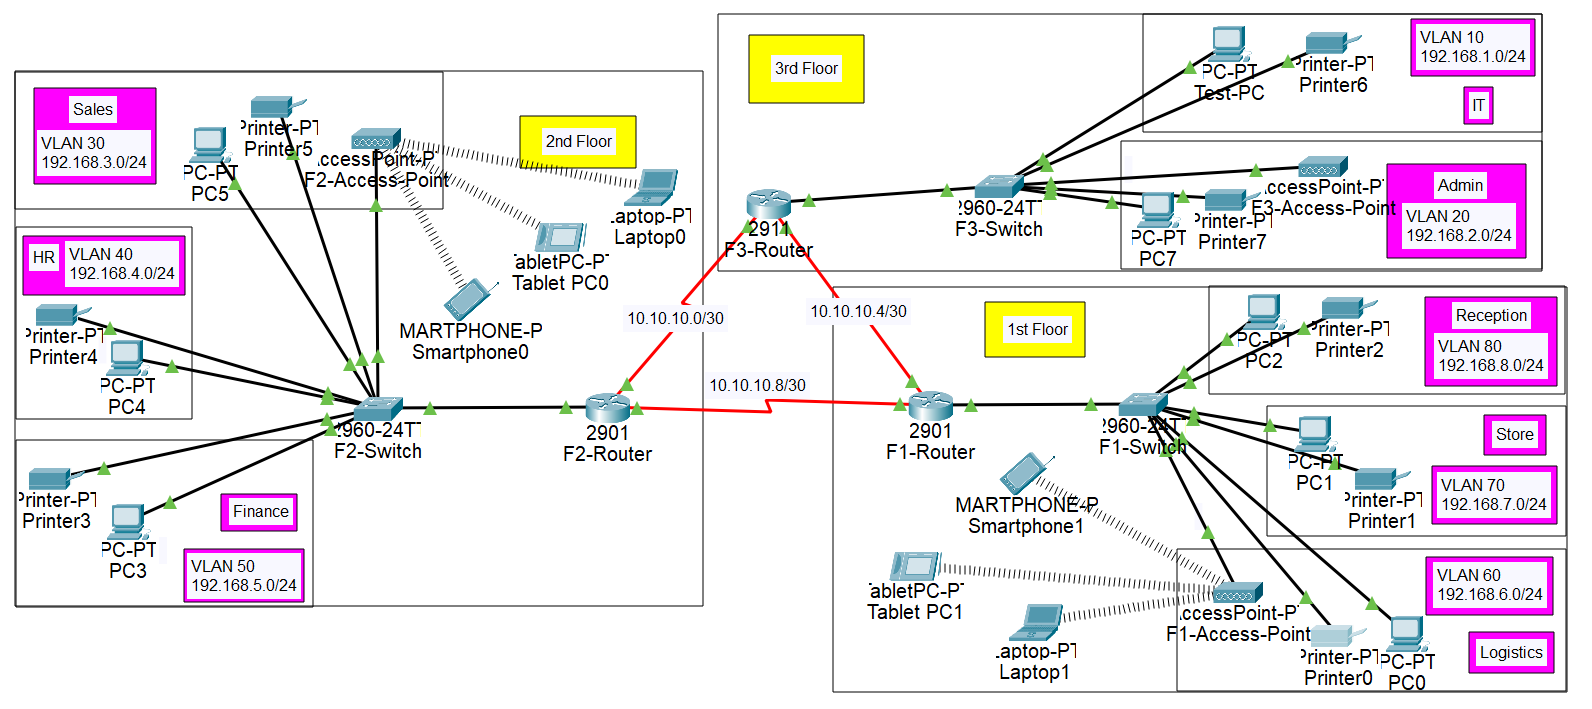 Sales
VLAN 30
192.168.3.0/24
Printer-PT
Printer5
PC-PT
PC5
AccessPoint-PT
F2-Access-Point
2nd Floor
Laptop-PT
Laptop0
TabletPC-PT
Tablet PC0
SMARTPHONE-PT
Smartphone0
HR
VLAN 40
192.168.4.0/24
Printer-PT
Printer4
PC-PT
PC4
2960-24TT
F2-Switch
2901
F2-Router
Printer-PT
Printer3
PC-PT
PC3
Finance
VLAN 50
192.168.5.0/24
3rd Floor
PC-PT
Test-PC
Printer-PT
Printer6
VLAN 10
192.168.1.0/24
IT
2911
F3-Router
2960-24TT
F3-Switch
AccessPoint-PT
F3-Access-Point
PC-PT
PC7
Printer-PT
Printer7
Admin
VLAN 20
192.168.2.0/24
10.10.10.0/30
10.10.10.4/30
10.10.10.8/30
1st Floor
PC-PT
PC2
Printer-PT
Printer2
Reception
VLAN 80
192.168.8.0/24
2901
F1-Router
2960-24TT
F1-Switch
PC-PT
PC1
Printer-PT
Printer1
Store
VLAN 70
192.168.7.0/24
SMARTPHONE-PT
Smartphone1
TabletPC-PT
Tablet PC1
Laptop-PT
Laptop1
AccessPoint-PT
F1-Access-Point
Printer-PT
Printer0
PC-PT
PC0
VLAN 60
192.168.6.0/24
Logistics